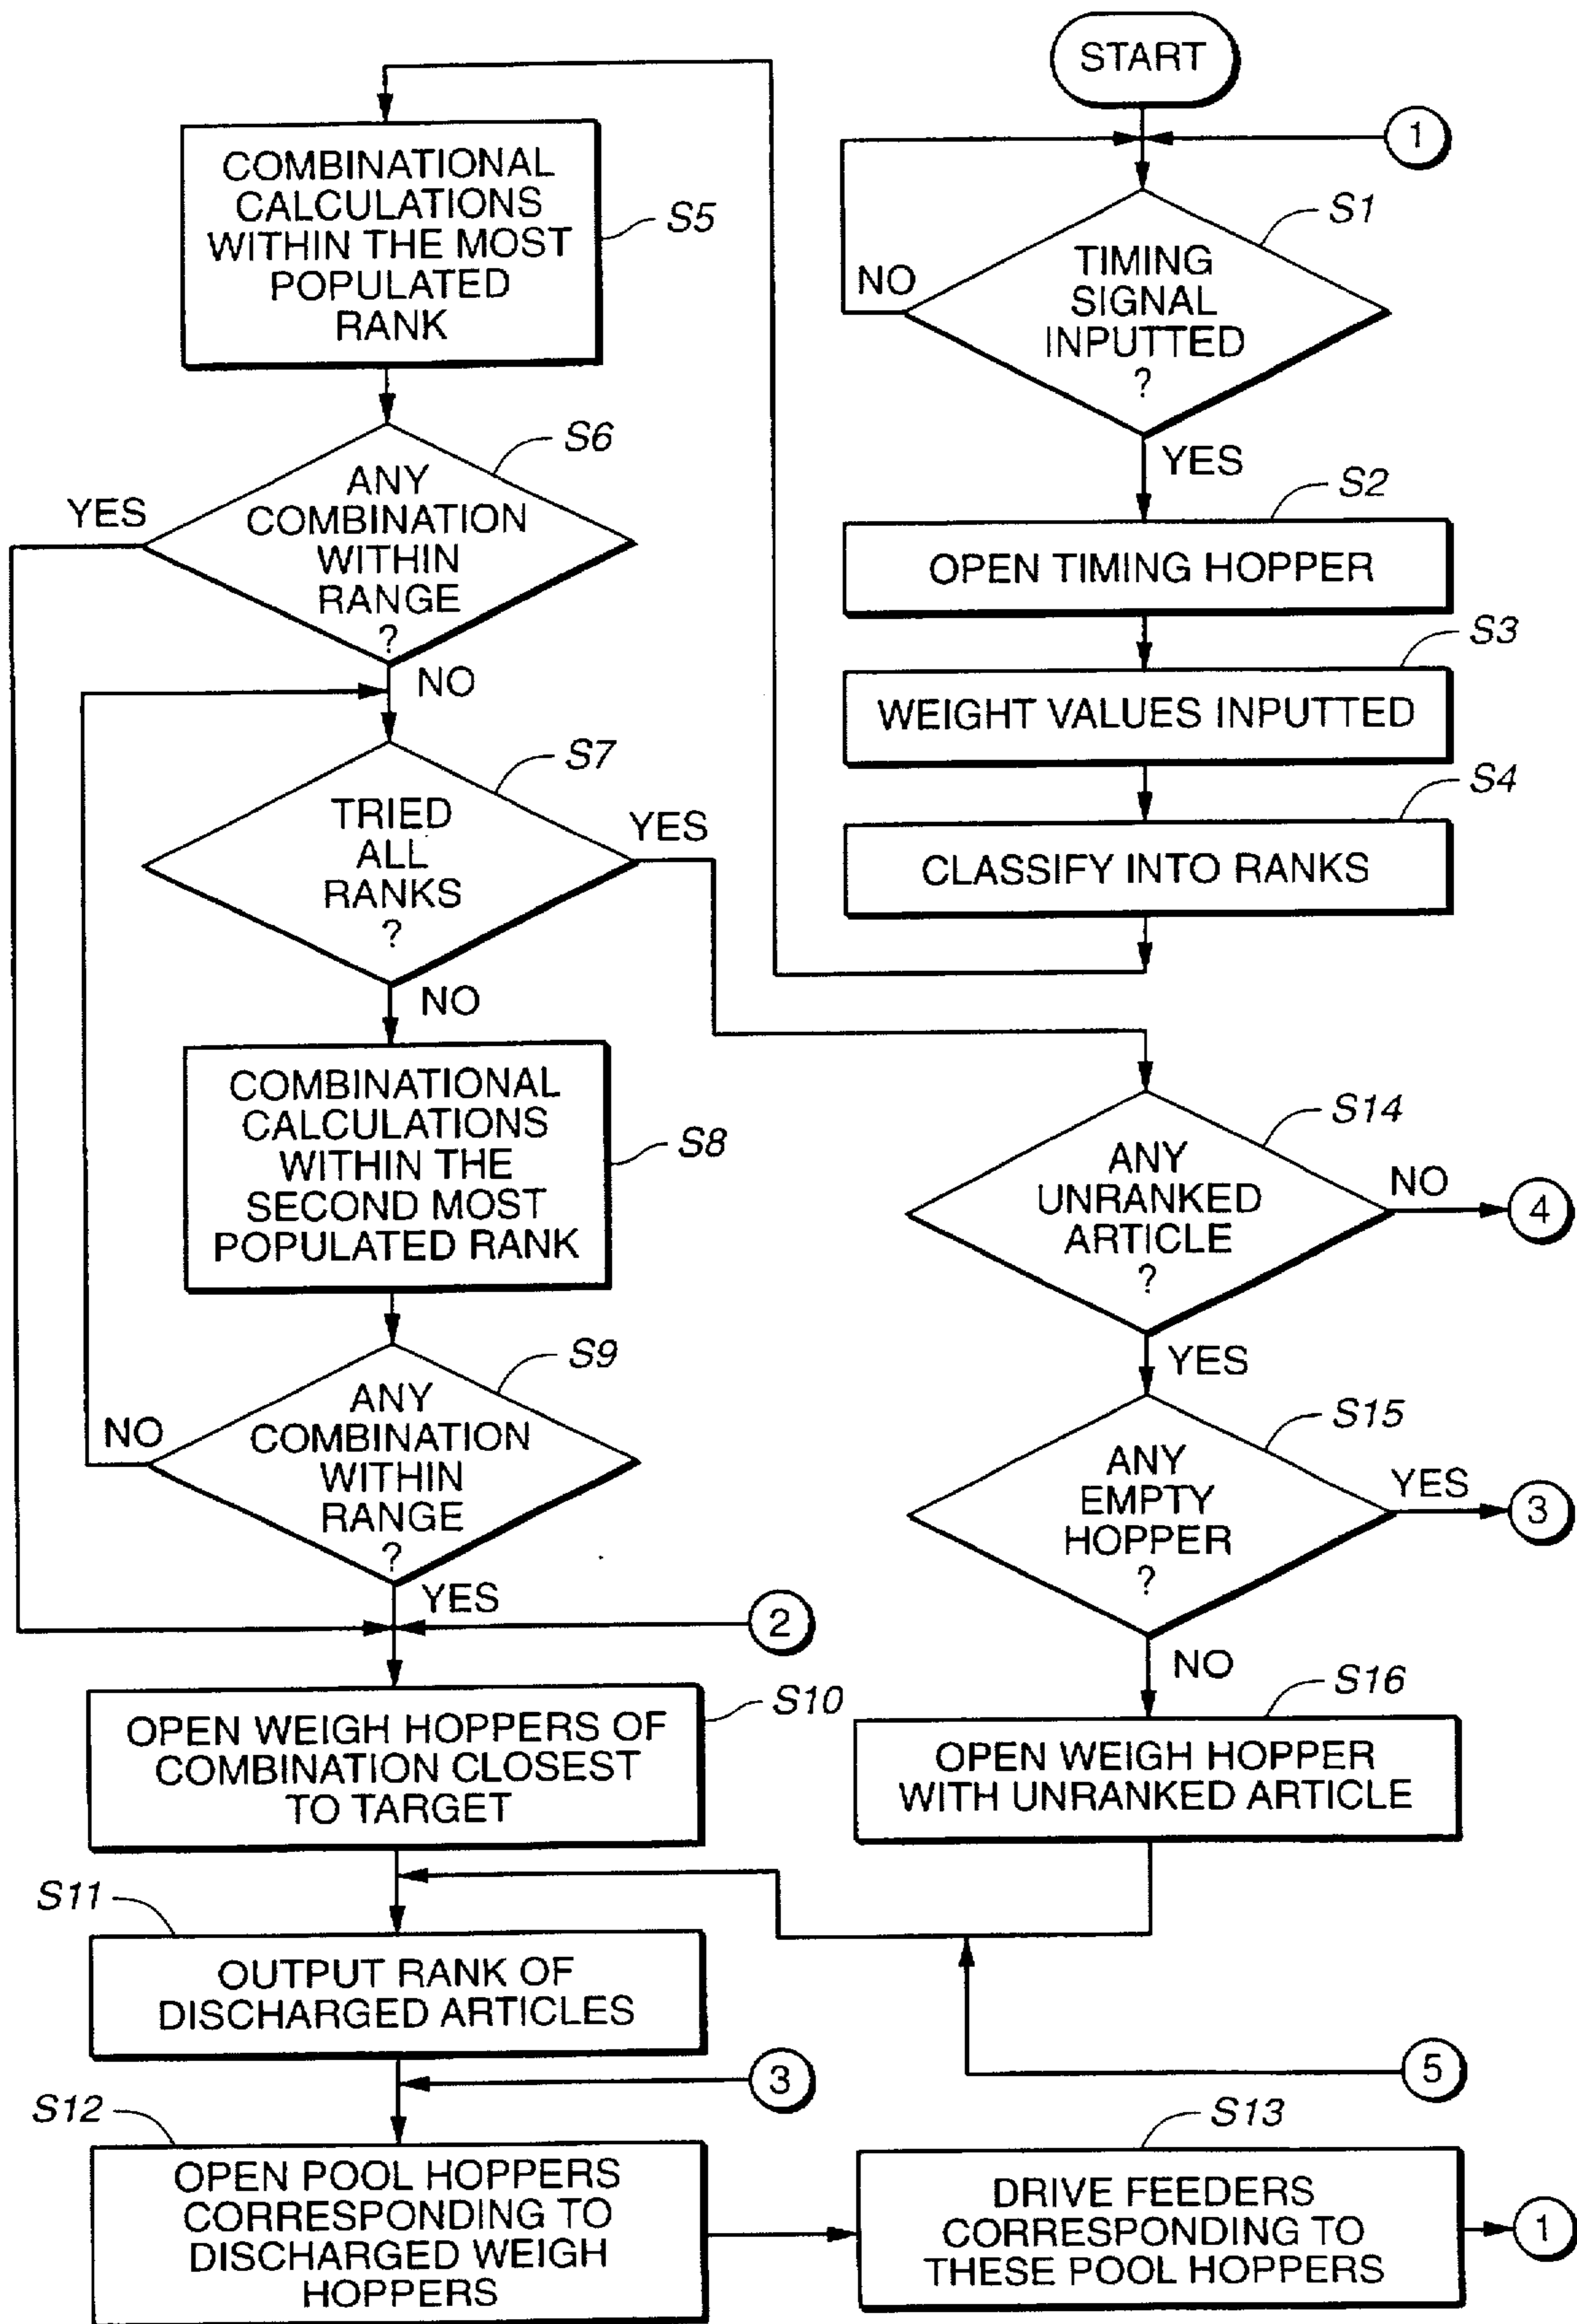 START
1
S1
TIMING
SIGNAL
INPUTTED
?
NO
YES
S2
OPEN TIMING HOPPER
S3
WEIGHT VALUES INPUTTED
S4
CLASSIFY INTO RANKS
COMBINATIONAL
CALCULATIONS
WITHIN THE MOST
POPULATED
RANK
S5
S6
ANY
COMBINATION
WITHIN
RANGE
?
YES
NO
S7
TRIED
ALL
RANKS
?
YES
NO
COMBINATIONAL
CALCULATIONS
WITHIN THE
SECOND MOST
POPULATED RANK
S8
S9
ANY
COMBINATION
WITHIN
RANGE
?
NO
YES
2
S10
OPEN WEIGH HOPPERS OF
COMBINATION CLOSEST
TO TARGET
S11
OUTPUT RANK OF
DISCHARGED ARTICLES
3
S12
OPEN POOL HOPPERS
CORRESPONDING TO
DISCHARGED WEIGH
HOPPERS
S13
DRIVE FEEDERS
CORRESPONDING TO
THESE POOL HOPPERS
1
S14
ANY
UNRANKED
ARTICLE
?
NO
4
YES
S15
ANY
EMPTY
HOPPER
?
YES
3
NO
S16
OPEN WEIGH HOPPER
WITH UNRANKED ARTICLE
5